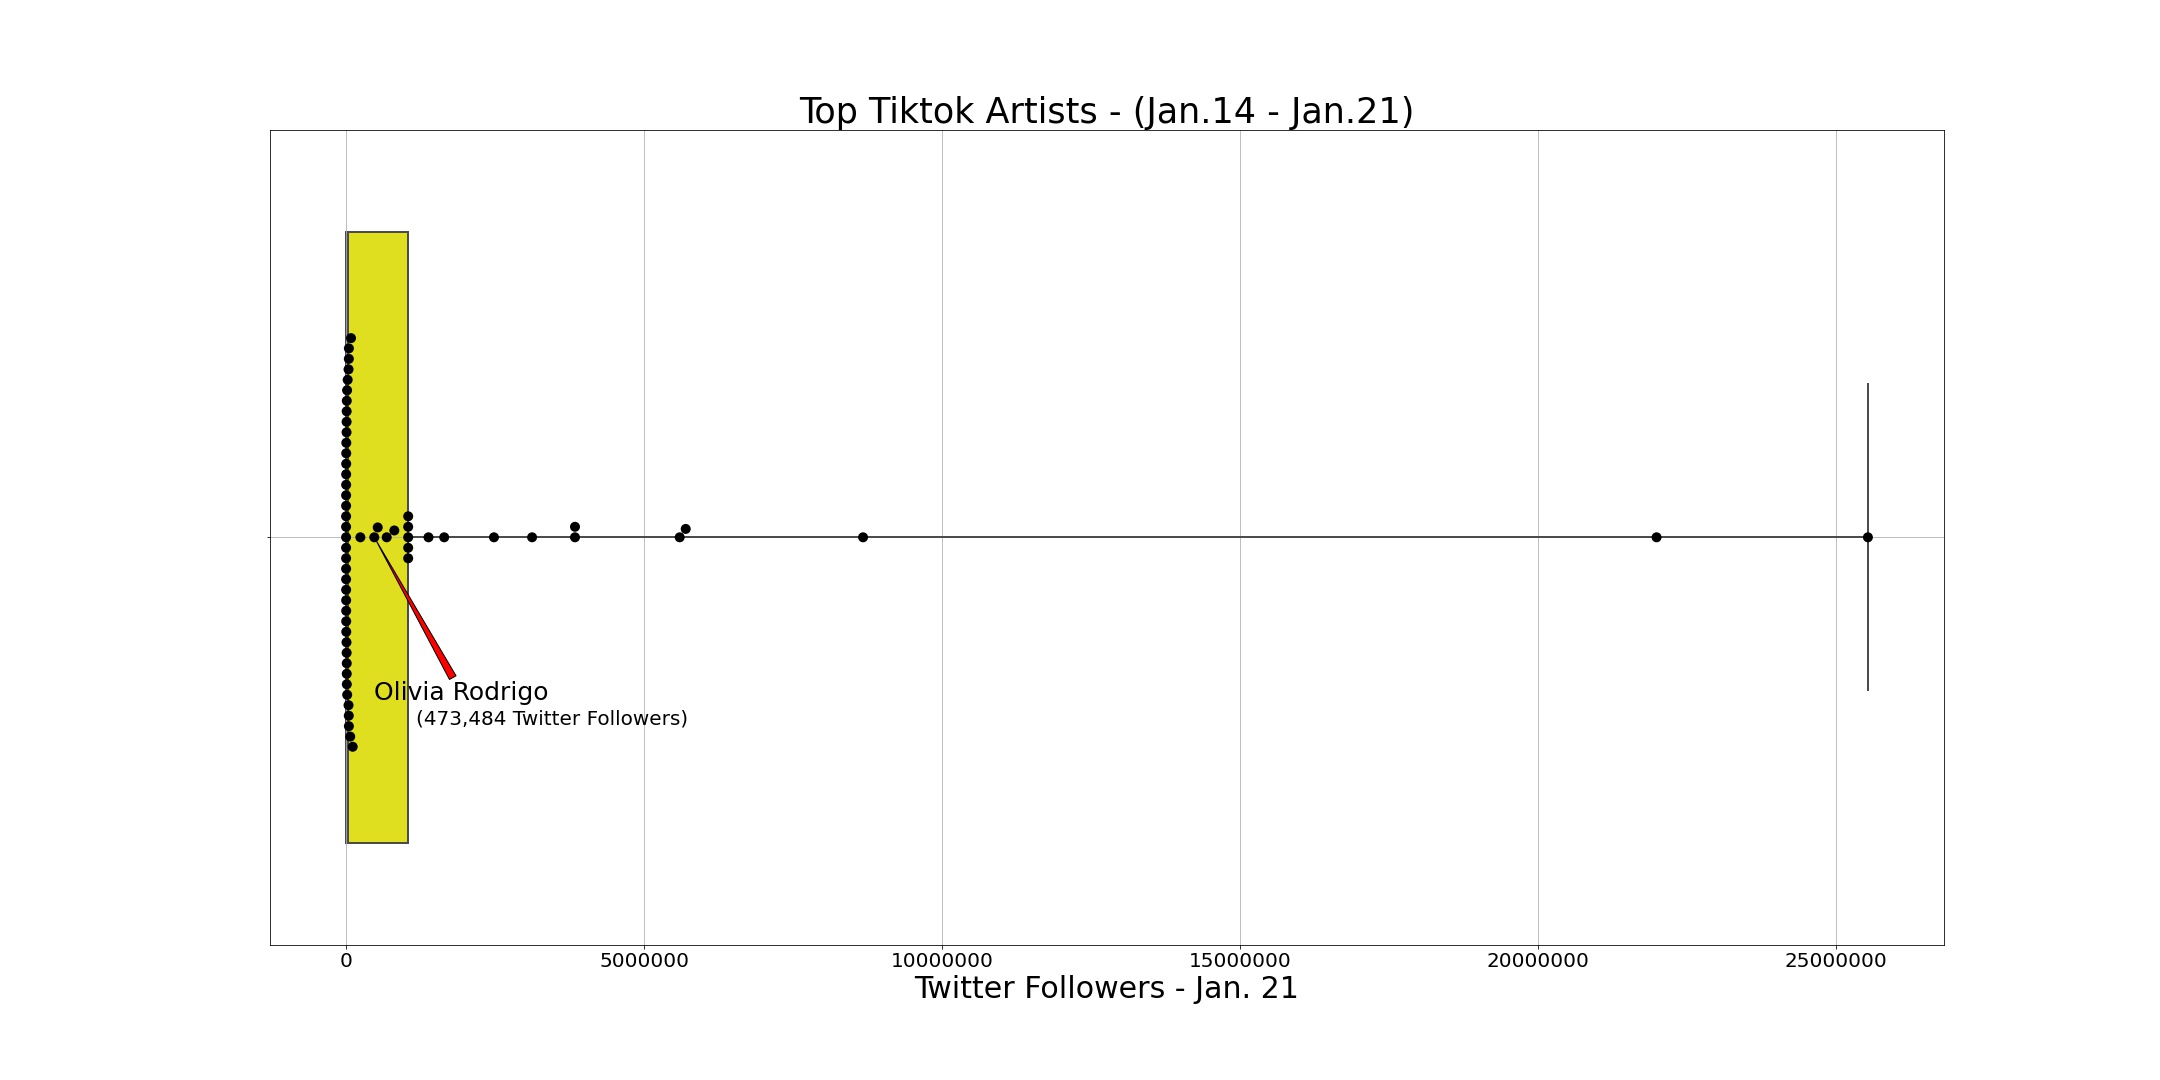 Top Tiktok Artists - (Jan.14 - Jan.21)
Olivia Rodrigo
(473,484 Twitter Followers)
0 5000000 10000000 15000000 20000000 25000000
Twitter Followers - Jan. 21